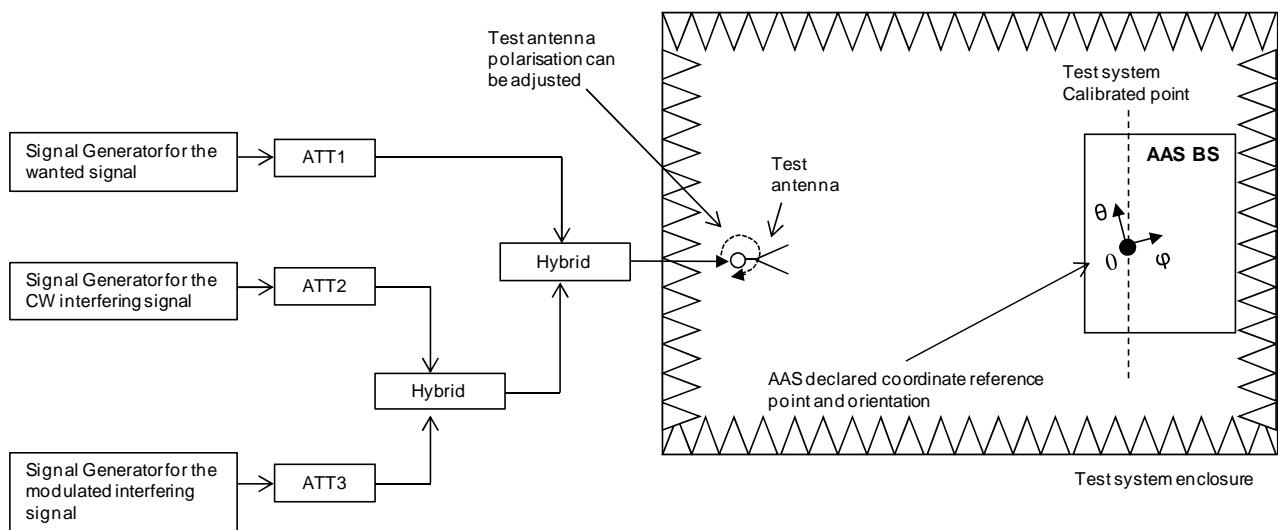 Test antenna
polarisation can
be adjusted
Test system
Calibrated point
Signal Generator for the
wanted signal
ATT1
AAS BS
Test
antenna
θ
Hybrid
0
φ
Signal Generator for the
CW interfering signal
ATT2
Hybrid
AAS declared coordinate reference
point and orientation
Signal Generator for the
modulated interfering
signal
ATT3
Test system enclosure